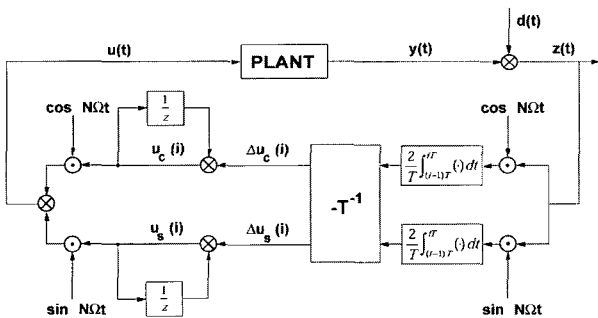 d(t)
u(t)
PLANT
y(t)
z(t)
cos NΩt
1/z
cos NΩt
u_c (i)
Δu_c (i)
2/T ∫_{(i-1)T}^{iT} (·) dt
-T^{-1}
u_s (i)
Δu_s (i)
2/T ∫_{(i-1)T}^{iT} (·) dt
1/z
sin NΩt
sin NΩt